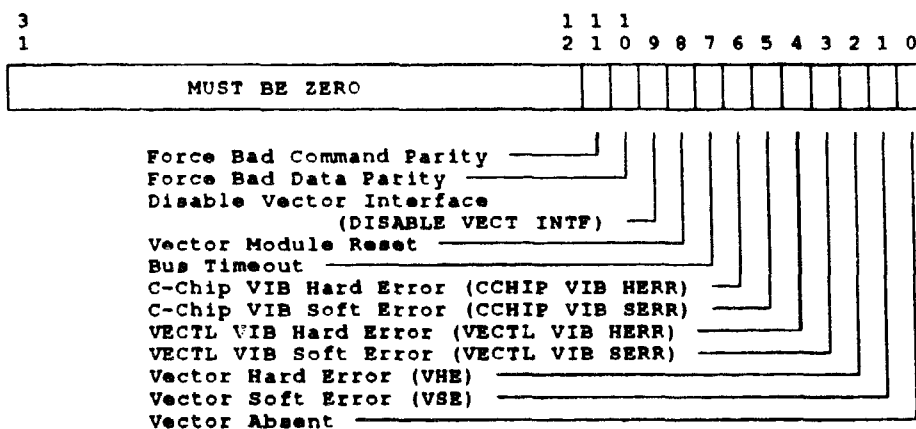 3 1 1 1
1 2 1 0 9 8 7 6 5 4 3 2 1 0
MUST BE ZERO
Force Bad Command Parity
Force Bad Data Parity
Disable Vector Interface
(DISABLE VECT INTF)
Vector Module Reset
Bus Timeout
C-Chip VIB Hard Error (CCHIP VIB HERR)
C-Chip VIB Soft Error (CCHIP VIB SERR)
VECTL VIB Hard Error (VECTL VIB HERR)
VECTL VIB Soft Error (VECTL VIB SERR)
Vector Hard Error (VHE)
Vector Soft Error (VSE)
Vector Absent